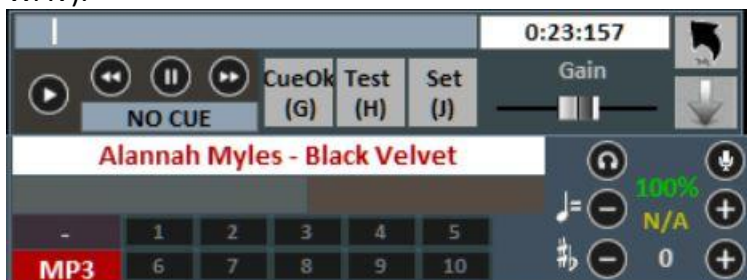 0:23:157
Gain
CueOk Test Set
(G) (H) (J)
NO CUE
Alannah Myles - Black Velvet
100%
N/A
- 1 2 3 4 5
MP3 6 7 8 9 10
0